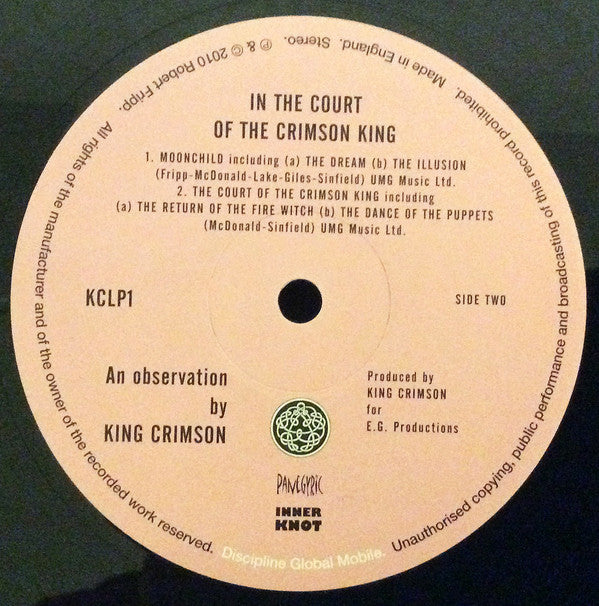 IN THE COURT
OF THE CRIMSON KING
1. MOONCHILD including (a) THE DREAM (b) THE ILLUSION
(Fripp-McDonald-Lake-Giles-Sinfield) UMG Music Ltd.
2. THE COURT OF THE CRIMSON KING including
(a) THE RETURN OF THE FIRE WITCH (b) THE DANCE OF THE PUPPETS
(McDonald-Sinfield) UMG Music Ltd.
KCLP1
SIDE TWO
An observation
by
KING CRIMSON
Produced by
KING CRIMSON
for
E.G. Productions
PANEGYRIC
INNER
KNOT
Discipline Global Mobile.
All rights of the manufacturer and of the owner of the recorded work reserved. Unauthorised copying, public performance and broadcasting of this record prohibited. Made in England. Stereo. ℗ & © 2010 Robert Fripp.